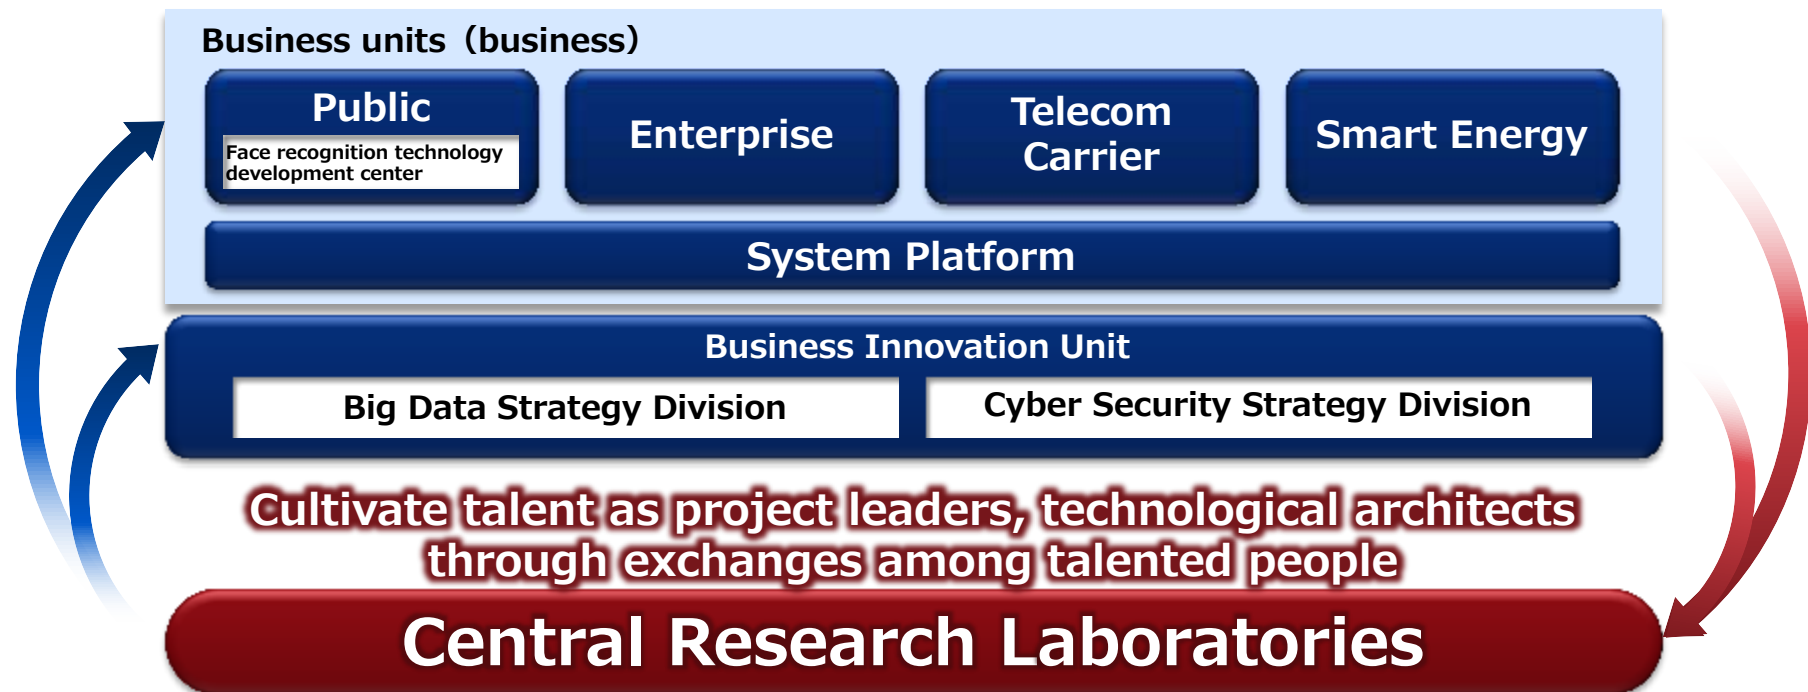 Business units（business）
Public
Face recognition technology
development center
Enterprise
Telecom
Carrier
Smart Energy
System Platform
Business Innovation Unit
Big Data Strategy Division
Cyber Security Strategy Division
Cultivate talent as project leaders, technological architects
through exchanges among talented people
Central Research Laboratories